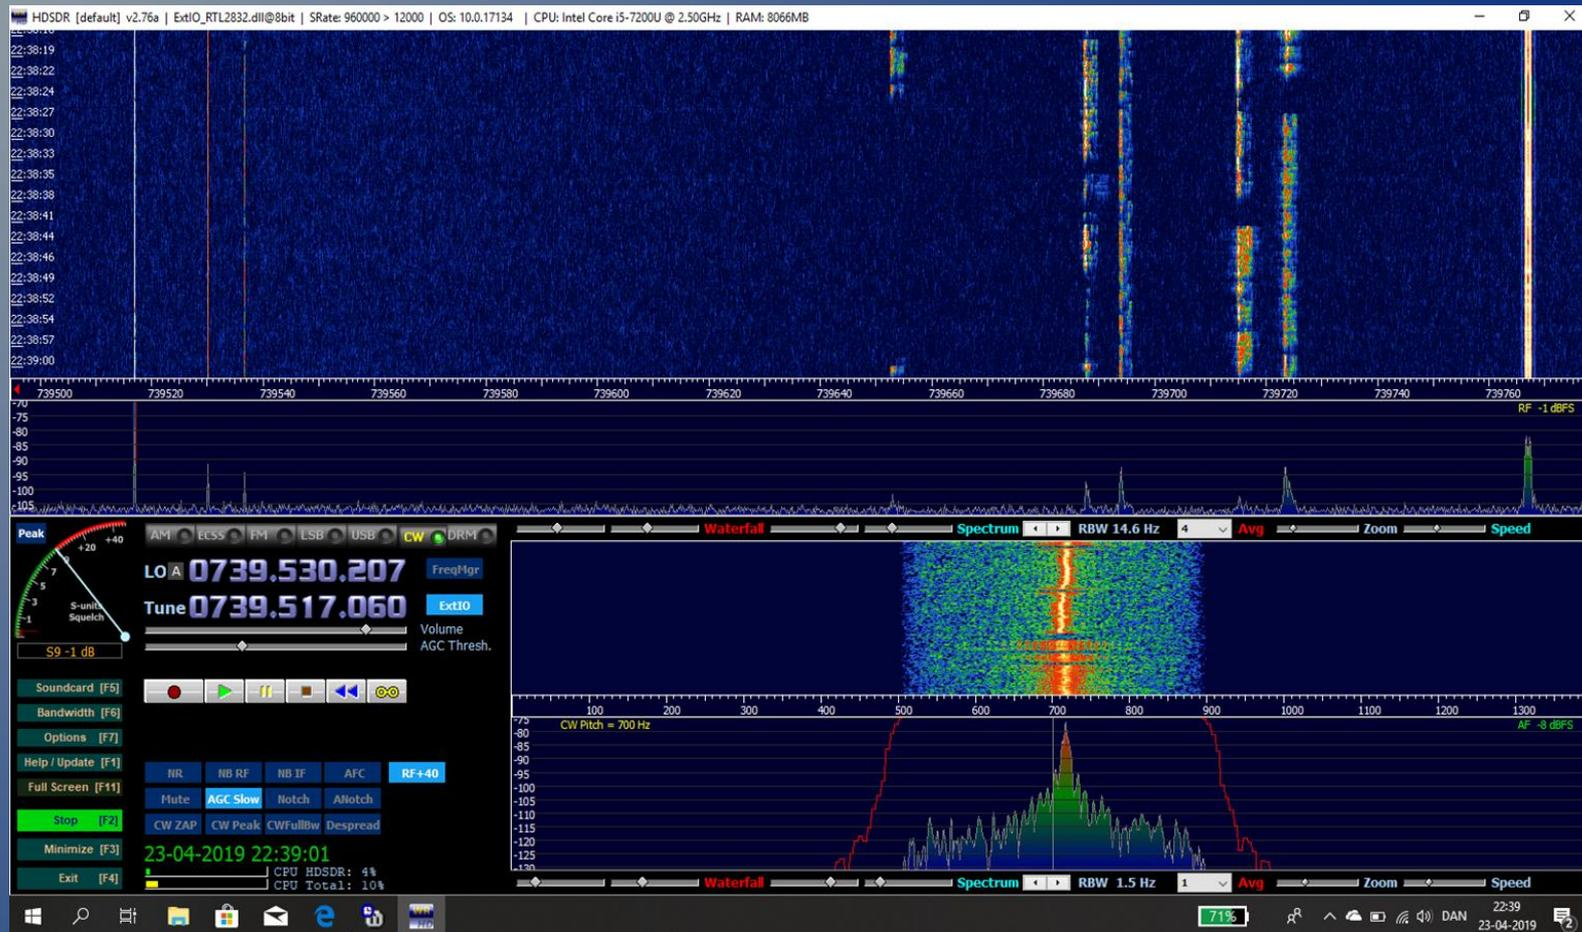 HDSDR [default] v2.76a | ExtIO_RTL2832.dll@8bit | SRate: 960000 > 12000 | OS: 10.0.17134 | CPU: Intel Core i5-7200U @ 2.50GHz | RAM: 8066MB
22:38:19
22:38:22
22:38:24
22:38:27
22:38:30
22:38:33
22:38:35
22:38:38
22:38:41
22:38:44
22:38:46
22:38:49
22:38:52
22:38:54
22:38:57
22:39:00
739500 739520 739540 739560 739580 739600 739620 739640 739660 739680 739700 739720 739740 739760
-70
-75
-80
-85
-90
-95
-100
-105
RF -1 dBFS
Waterfall Spectrum RBW 14.6 Hz 4 Avg Zoom Speed
Peak
1 3 5 7 9 +20 +40
S-units
Squelch
S9 -1 dB
AM ECSS FM LSB USB CW DRM
LO A 0739.530.207 FreqMgr
Tune 0739.517.060 ExtIO
Volume
AGC Thresh.
Soundcard [F5]
Bandwidth [F6]
Options [F7]
Help / Update [F1]
Full Screen [F11]
Stop [F2]
Minimize [F3]
Exit [F4]
NR NB RF NB IF AFC RF+40
Mute AGC Slow Notch ANotch
CW ZAP CW Peak CWFullBw Despread
23-04-2019 22:39:01
CPU HDSDR: 4%
CPU Total: 10%
100 200 300 400 500 600 700 800 900 1000 1100 1200 1300
CW Pitch = 700 Hz
AF -8 dBFS
-75
-80
-85
-90
-95
-100
-105
-110
-115
-120
-125
-130
Waterfall Spectrum RBW 1.5 Hz 1 Avg Zoom Speed
71% DAN 22:39
23-04-2019 2